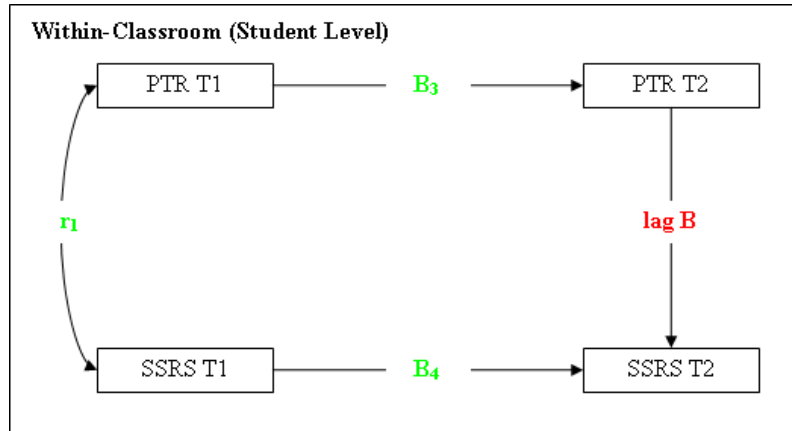 Within-Classroom (Student Level)
PTR T1 B₃ PTR T2
r₁ lag B
SSRS T1 B₄ SSRS T2